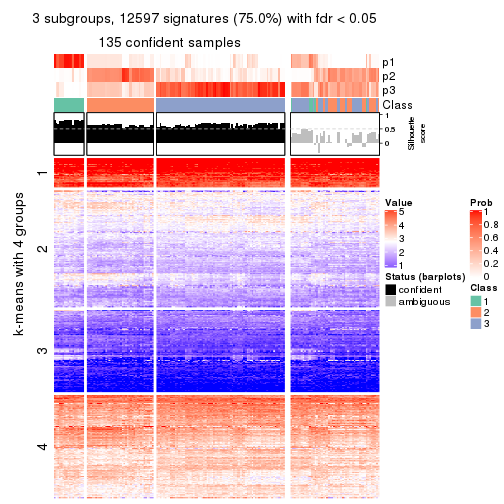 3 subgroups, 12597 signatures (75.0%) with fdr < 0.05
135 confident samples
p1
p2
p3
Class
1
0.5
0
Silhouette
score
k-means with 4 groups
1
2
3
4
Value
5
4
3
2
1
Status (barplots)
confident
ambiguous
Prob
1
0.8
0.6
0.4
0.2
0
Class
1
2
3